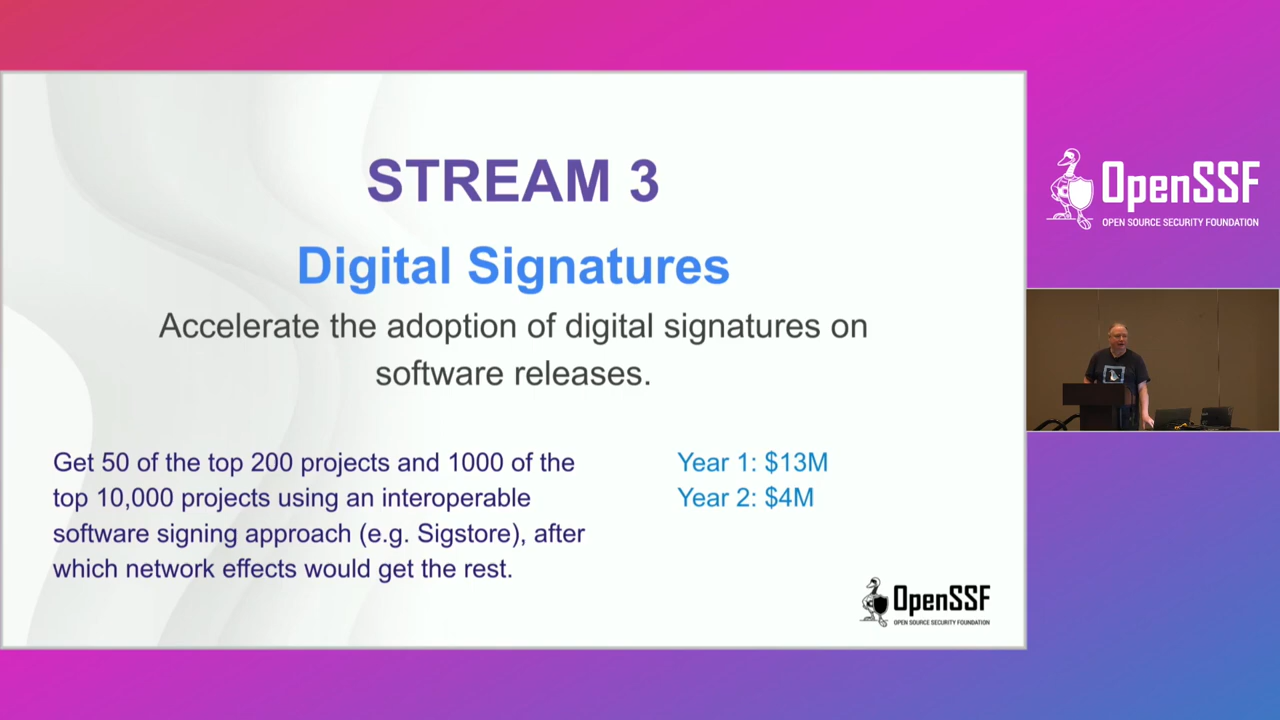 STREAM 3
Digital Signatures
Accelerate the adoption of digital signatures on
software releases.
Get 50 of the top 200 projects and 1000 of the
top 10,000 projects using an interoperable
software signing approach (e.g. Sigstore), after
which network effects would get the rest.
Year 1: $13M
Year 2: $4M
OpenSSF
OPEN SOURCE SECURITY FOUNDATION
OpenSSF
OPEN SOURCE SECURITY FOUNDATION